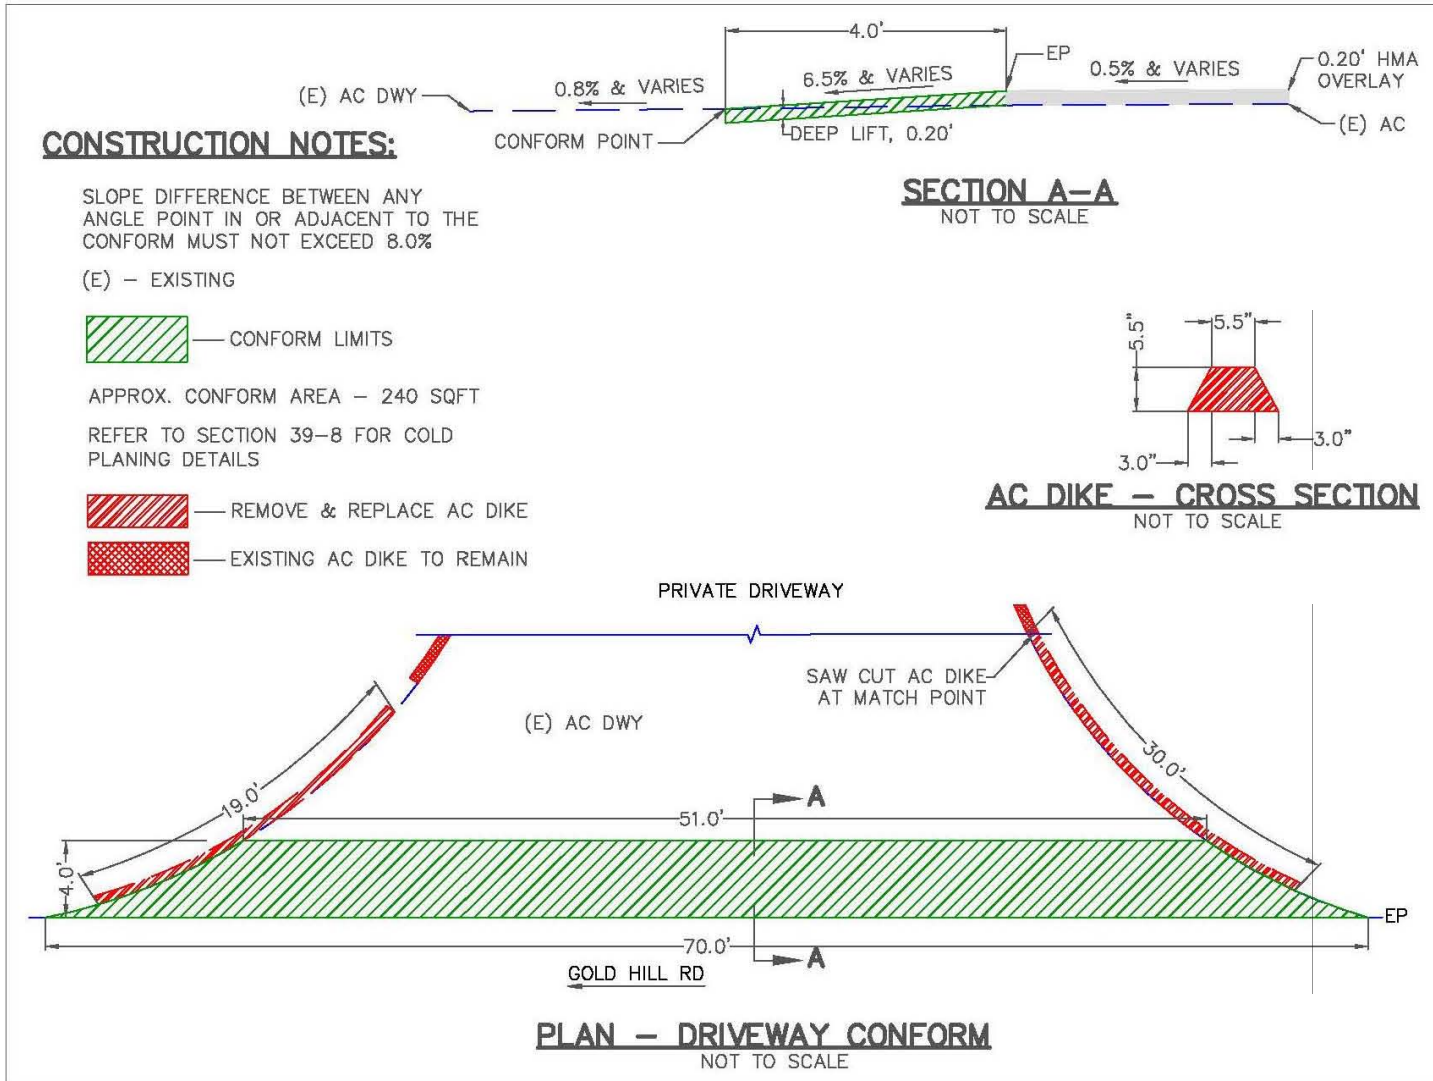 4.0'
EP
0.8% & VARIES
6.5% & VARIES
0.5% & VARIES
0.20' HMA
OVERLAY
(E) AC DWY
CONFORM POINT
DEEP LIFT, 0.20'
(E) AC
SECTION A-A
NOT TO SCALE
CONSTRUCTION NOTES:
SLOPE DIFFERENCE BETWEEN ANY
ANGLE POINT IN OR ADJACENT TO THE
CONFORM MUST NOT EXCEED 8.0%
(E) - EXISTING
CONFORM LIMITS
APPROX. CONFORM AREA - 240 SQFT
REFER TO SECTION 39-8 FOR COLD
PLANING DETAILS
REMOVE & REPLACE AC DIKE
EXISTING AC DIKE TO REMAIN
5.5"
5.5"
3.0"
3.0"
AC DIKE - CROSS SECTION
NOT TO SCALE
PRIVATE DRIVEWAY
SAW CUT AC DIKE
AT MATCH POINT
(E) AC DWY
19.0'
30.0'
A
51.0'
4.0'
EP
70.0'
A
GOLD HILL RD
PLAN - DRIVEWAY CONFORM
NOT TO SCALE